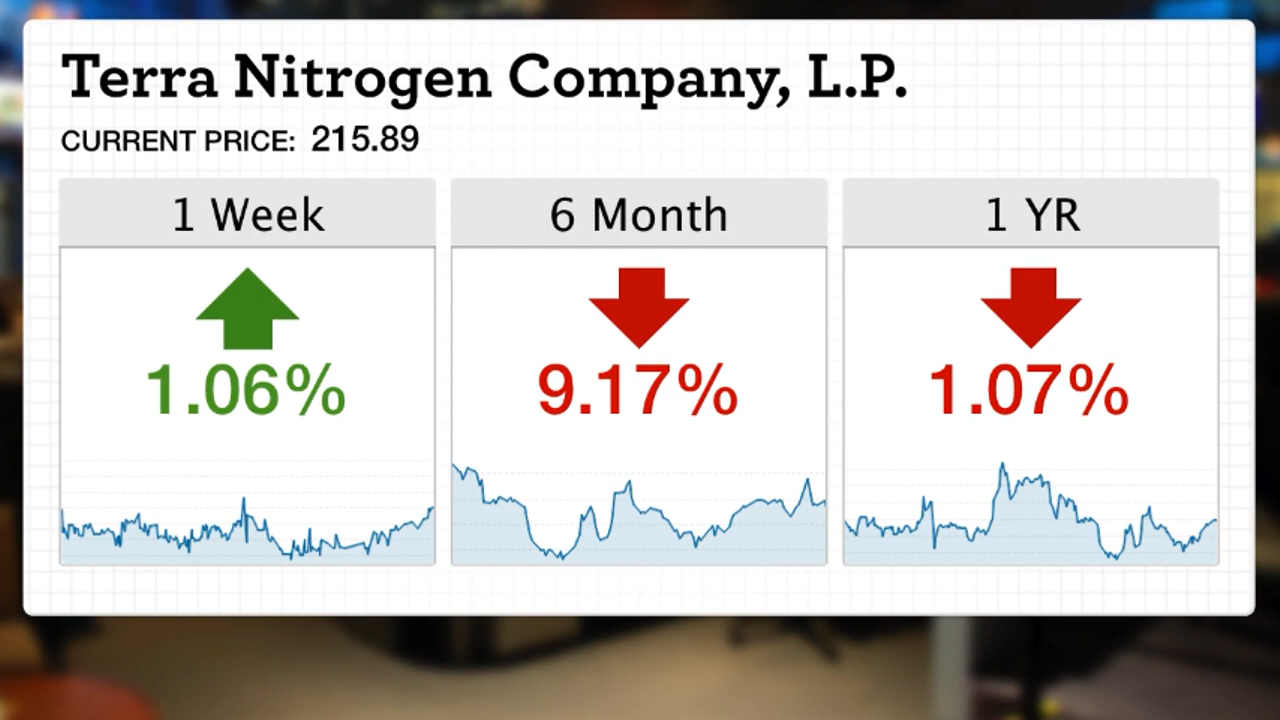 Terra Nitrogen Company, L.P.
CURRENT PRICE: 215.89
1 Week
6 Month
1 YR
1.06%
9.17%
1.07%